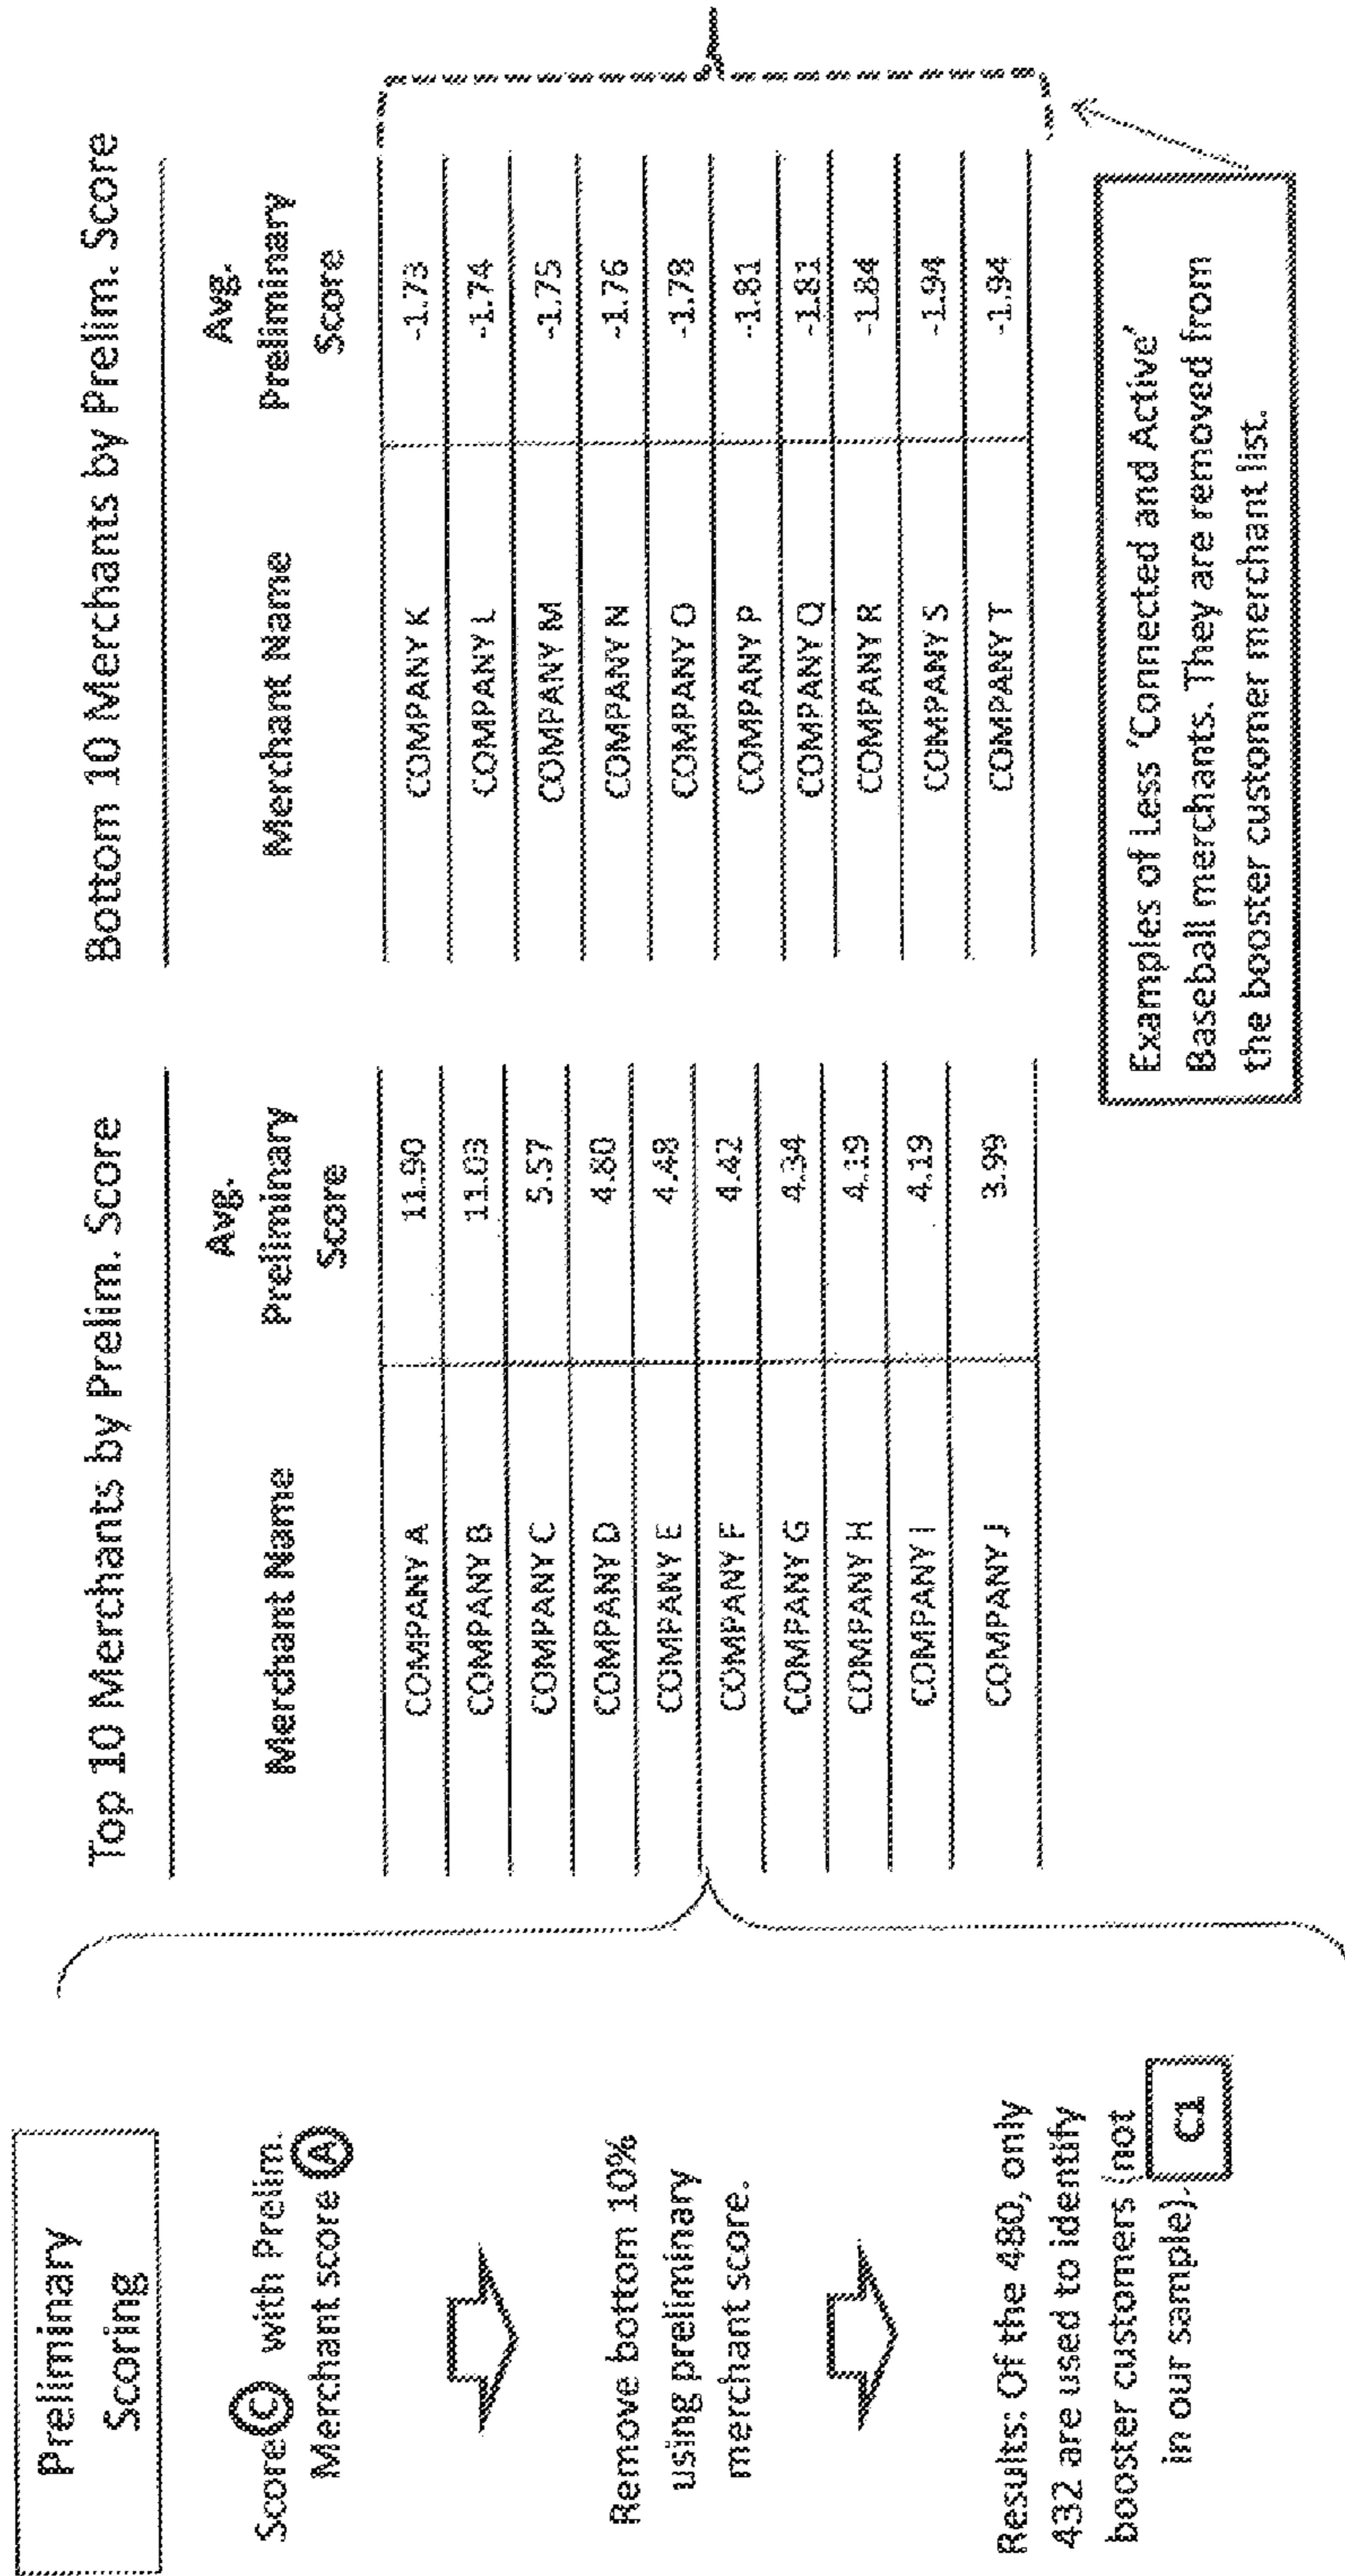 Preliminary
Scoring
Score Ⓒ with Prelim.
Merchant score Ⓐ
Remove bottom 10%
using preliminary
merchant score.
Results: Of the 480, only
432 are used to identify
booster customers (not
in our sample).
C1
Top 10 Merchants by Prelim. Score
Merchant Name Avg. Preliminary Score
COMPANY A 11.90
COMPANY B 11.03
COMPANY C 5.57
COMPANY D 4.80
COMPANY E 4.48
COMPANY F 4.42
COMPANY G 4.34
COMPANY H 4.19
COMPANY I 4.19
COMPANY J 3.99
Bottom 10 Merchants by Prelim. Score
Merchant Name Avg. Preliminary Score
COMPANY K -1.73
COMPANY L -1.74
COMPANY M -1.75
COMPANY N -1.76
COMPANY O -1.78
COMPANY P -1.81
COMPANY Q -1.81
COMPANY R -1.84
COMPANY S -1.94
COMPANY T -1.94
Examples of Less 'Connected and Active'
Baseball merchants. They are removed from
the booster customer merchant list.